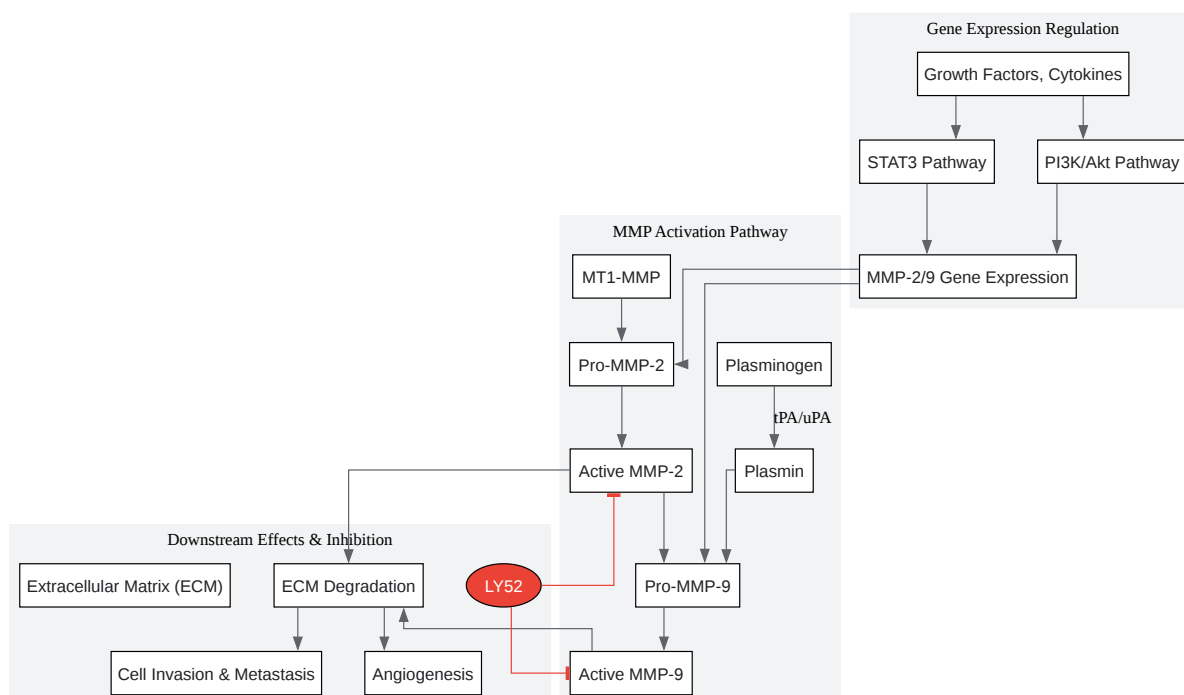 Gene Expression Regulation
Growth Factors, Cytokines
STAT3 Pathway
PI3K/Akt Pathway
MMP-2/9 Gene Expression
MMP Activation Pathway
MT1-MMP
Pro-MMP-2
Plasminogen
tPA/uPA
Active MMP-2
Plasmin
Pro-MMP-9
Active MMP-9
Downstream Effects & Inhibition
Extracellular Matrix (ECM)
ECM Degradation
LY52
Cell Invasion & Metastasis
Angiogenesis